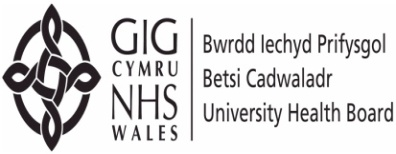 GIG
CYMRU
NHS
WALES
Bwrdd Iechyd Prifysgol
Betsi Cadwaladr
University Health Board